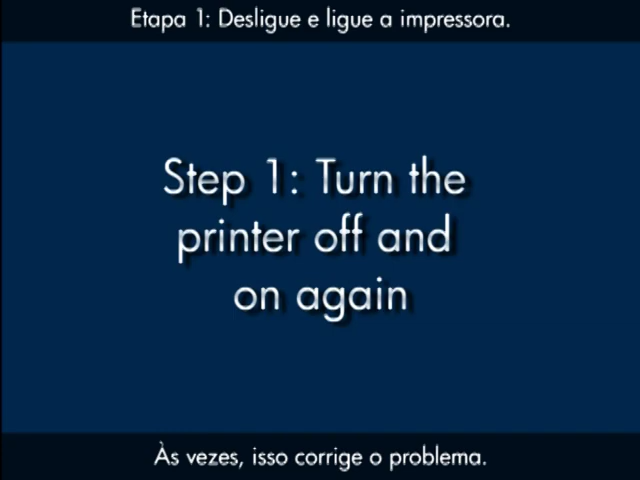 Etapa 1: Desligue e ligue a impressora.
Step 1: Turn the
printer off and
on again
Às vezes, isso corrige o problema.